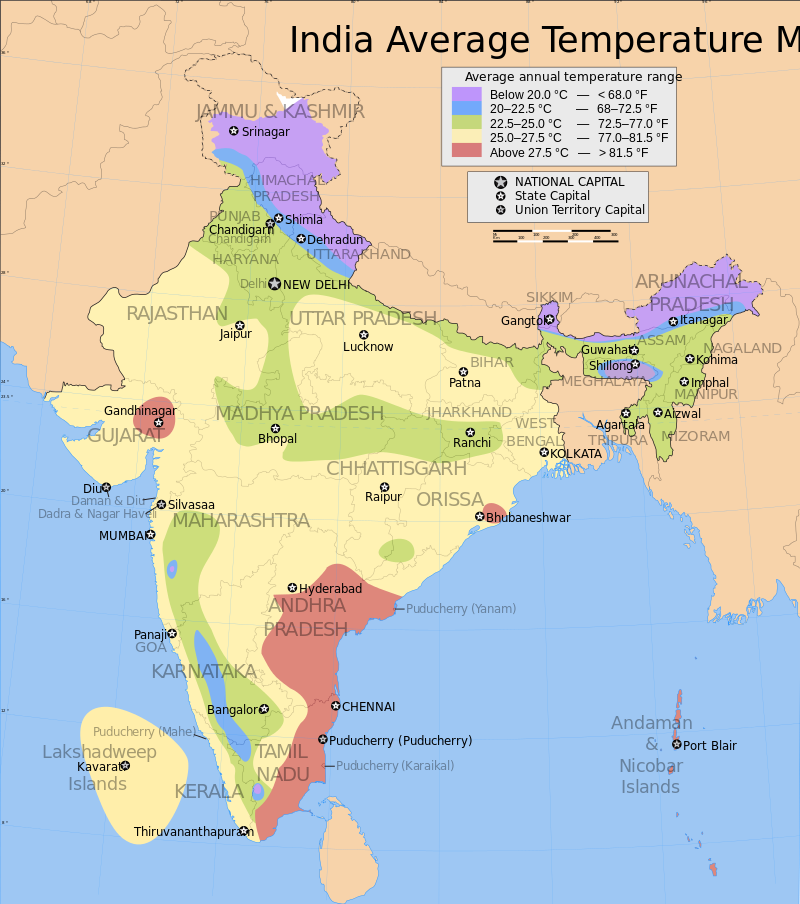 India Average Temperature M
Average annual temperature range
Below 20.0 °C — < 68.0 °F
20–22.5 °C — 68–72.5 °F
22.5–25.0 °C — 72.5–77.0 °F
25.0–27.5 °C — 77.0–81.5 °F
Above 27.5 °C — > 81.5 °F
NATIONAL CAPITAL
State Capital
Union Territory Capital
JAMMU & KASHMIR
Srinagar
HIMACHAL
PRADESH
PUNJAB
Shimla
Chandigarh
Chandigarh
Dehradun
UTTARAKHAND
HARYANA
Delhi
NEW DELHI
ARUNACHAL
PRADESH
SIKKIM
Gangtok
Itanagar
RAJASTHAN
UTTAR PRADESH
Jaipur
Lucknow
ASSAM
NAGALAND
Guwahati
Kohima
BIHAR
Shillong
Patna
MEGHALAYA
Imphal
MANIPUR
Gandhinagar
MADHYA PRADESH
JHARKHAND
Agartala
Aizwal
GUJARAT
Bhopal
Ranchi
WEST
BENGAL
TRIPURA
MIZORAM
KOLKATA
CHHATTISGARH
Diu
Raipur
ORISSA
Daman & Diu
Silvasaa
Dadra & Nagar Haveli
MAHARASHTRA
Bhubaneshwar
MUMBAI
Hyderabad
ANDHRA
PRADESH
Puducherry (Yanam)
Panaji
GOA
KARNATAKA
Bangalor
CHENNAI
Puducherry (Mahe)
Puducherry (Puducherry)
Andaman
&
Nicobar
Islands
Port Blair
Lakshadweep
Islands
Kavarati
TAMIL
NADU
Puducherry (Karaikal)
KERALA
Thiruvananthapuram